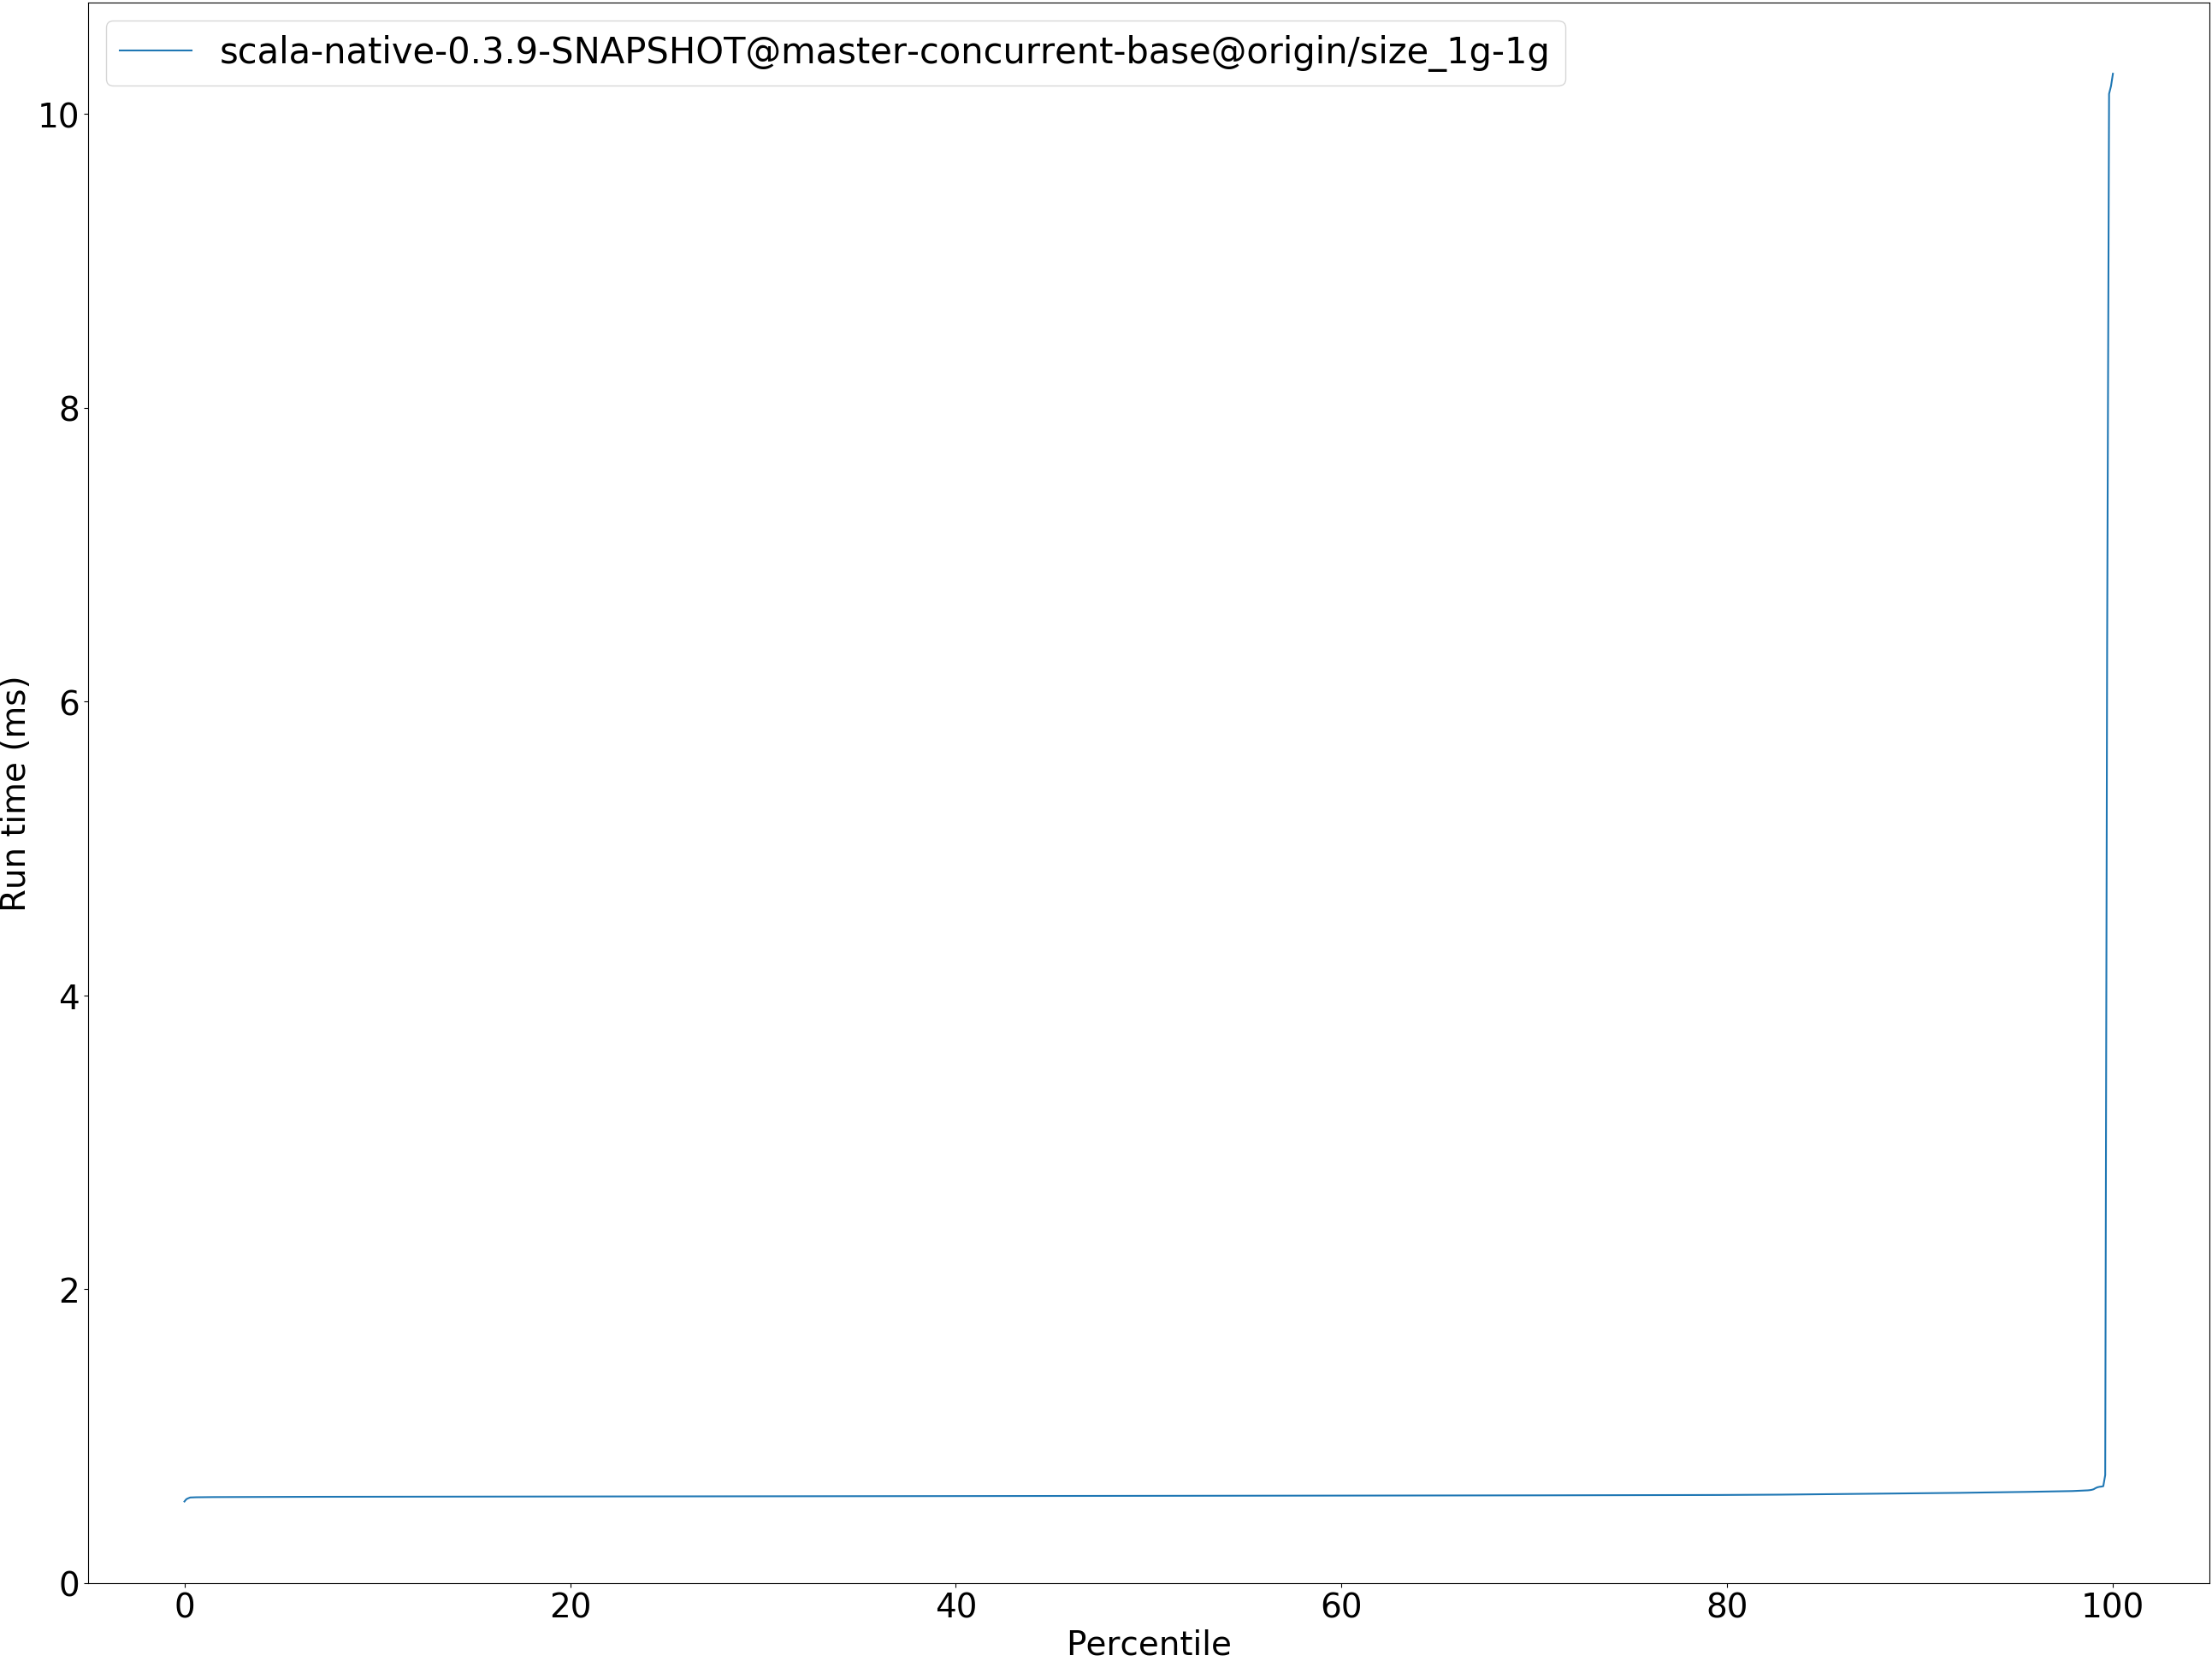 scala-native-0.3.9-SNAPSHOT@master-concurrent-base@origin/size_1g-1g
10
8
6
4
2
0
Run time (ms)
0 20 40 60 80 100
Percentile